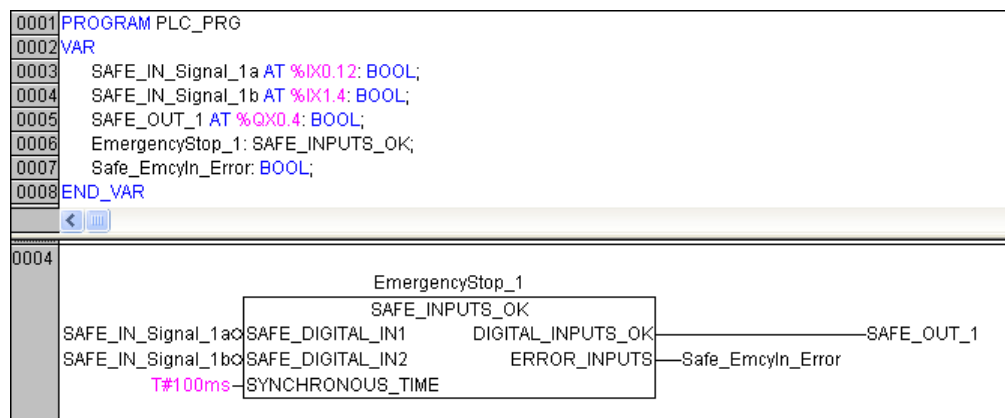 0001 PROGRAM PLC_PRG
0002 VAR
0003 SAFE_IN_Signal_1a AT %IX0.12: BOOL;
0004 SAFE_IN_Signal_1b AT %IX1.4: BOOL;
0005 SAFE_OUT_1 AT %QX0.4: BOOL;
0006 EmergencyStop_1: SAFE_INPUTS_OK;
0007 Safe_EmcyIn_Error: BOOL;
0008 END_VAR
0004
EmergencyStop_1
SAFE_INPUTS_OK
SAFE_IN_Signal_1a SAFE_DIGITAL_IN1 DIGITAL_INPUTS_OK SAFE_OUT_1
SAFE_IN_Signal_1b SAFE_DIGITAL_IN2 ERROR_INPUTS Safe_EmcyIn_Error
T#100ms SYNCHRONOUS_TIME